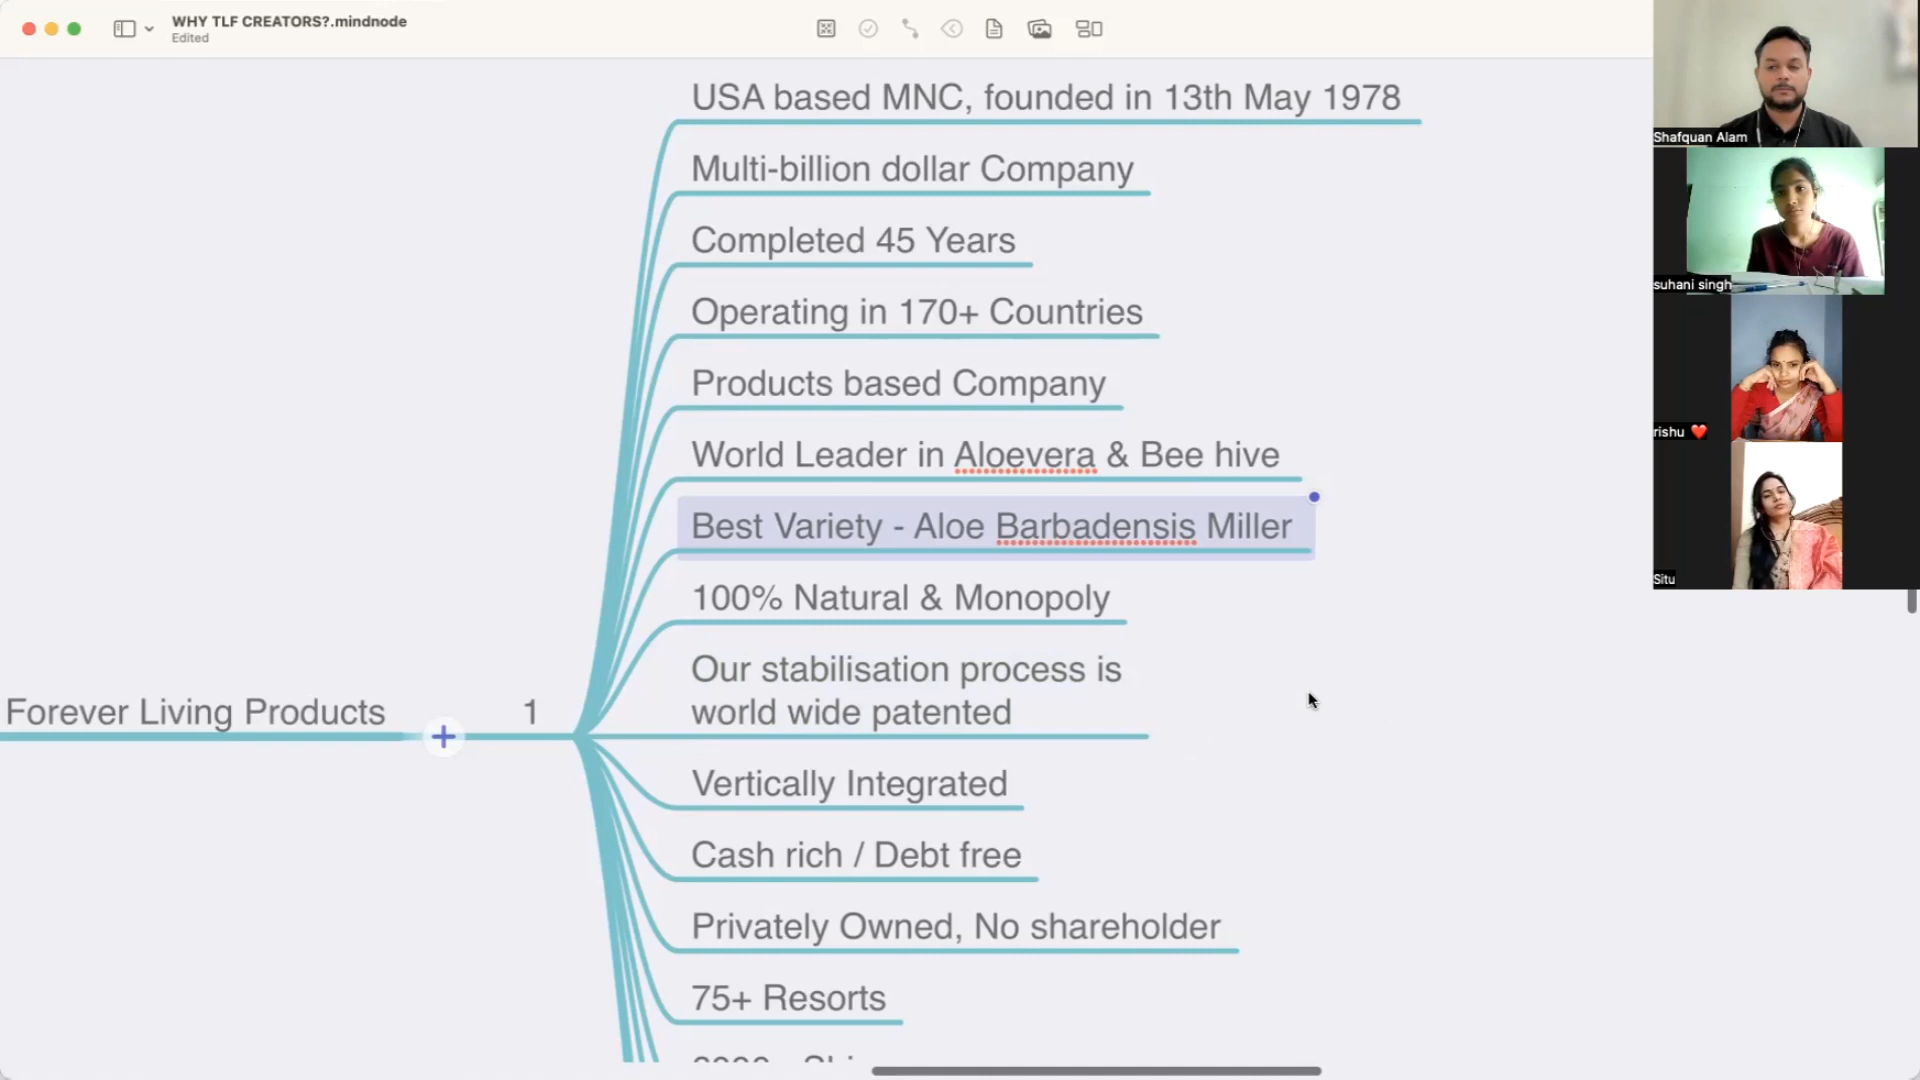 WHY TLF CREATORS?.mindnode
Edited
USA based MNC, founded in 13th May 1978
Multi-billion dollar Company
Completed 45 Years
Operating in 170+ Countries
Products based Company
World Leader in Aloevera & Bee hive
Best Variety - Aloe Barbadensis Miller
100% Natural & Monopoly
Our stabilisation process is
world wide patented
Forever Living Products
1
Vertically Integrated
Cash rich / Debt free
Privately Owned, No shareholder
75+ Resorts
Shafquan Alam
suhani singh
rishu ❤️
Situ